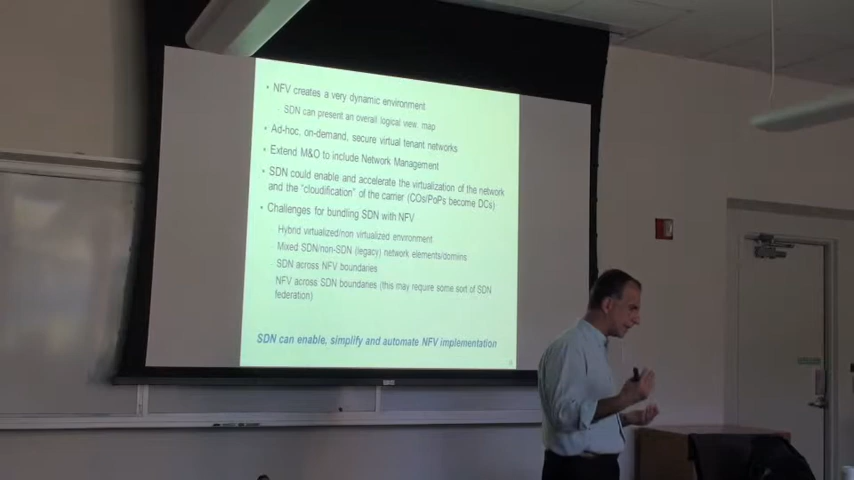 • NFV creates a very dynamic environment
- SDN can present an overall logical view map
• Ad-hoc, on-demand, secure virtual tenant networks
• Extend M&O to include Network Management
• SDN could enable and accelerate the virtualization of the network
and the "cloudification" of the carrier (COs/PoPs become DCs)
• Challenges for bundling SDN with NFV
- Hybrid virtualized/non virtualized environment
- Mixed SDN/non-SDN (legacy) network elements/domains
- SDN across NFV boundaries
- NFV across SDN boundaries (this may require some sort of SDN
federation)
SDN can enable, simplify and automate NFV implementation